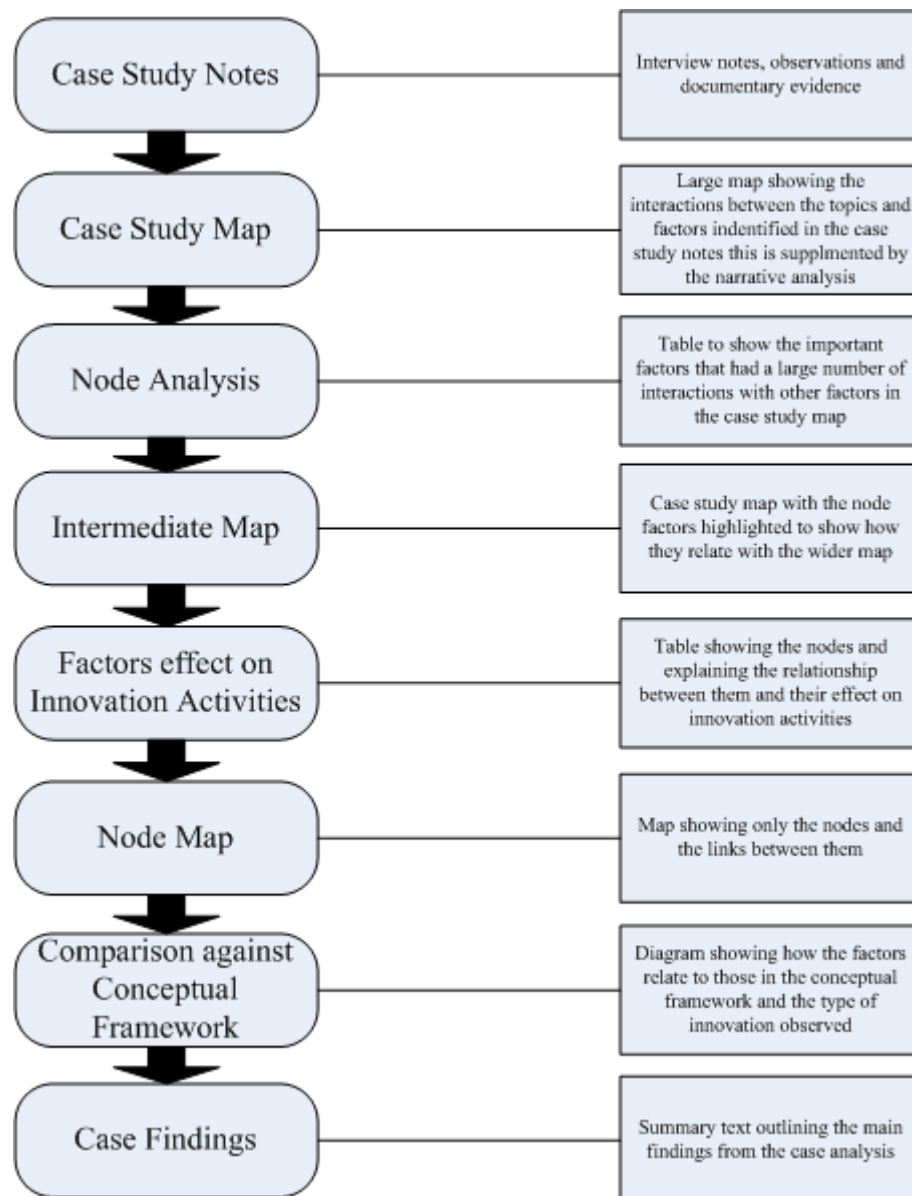 Case Study Notes
Interview notes, observations and
documentary evidence
Case Study Map
Large map showing the
interactions between the topics and
factors indentified in the case
study notes this is supplmented by
the narrative analysis
Node Analysis
Table to show the important
factors that had a large number of
interactions with other factors in
the case study map
Intermediate Map
Case study map with the node
factors highlighted to show how
they relate with the wider map
Factors effect on
Innovation Activities
Table showing the nodes and
explaining the relationship
between them and their effect on
innovation activities
Node Map
Map showing only the nodes and
the links between them
Comparison against
Conceptual
Framework
Diagram showing how the factors
relate to those in the conceptual
framework and the type of
innovation observed
Case Findings
Summary text outlining the main
findings from the case analysis